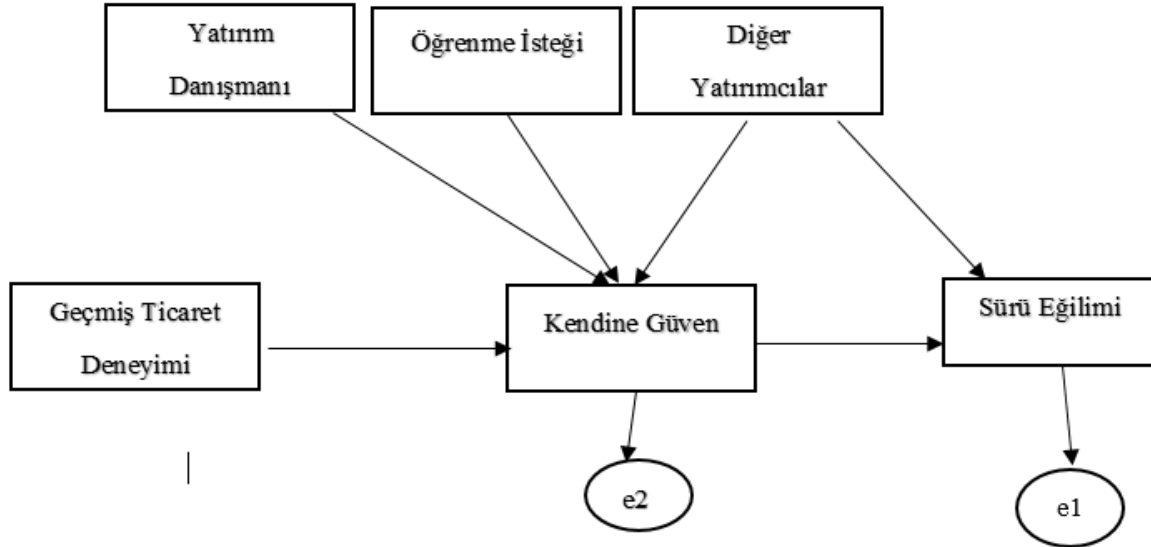 Yatırım
Danışmanı
Öğrenme İsteği
Diğer
Yatırımcılar
Geçmiş Ticaret
Deneyimi
Kendine Güven
Sürü Eğilimi
e2
e1